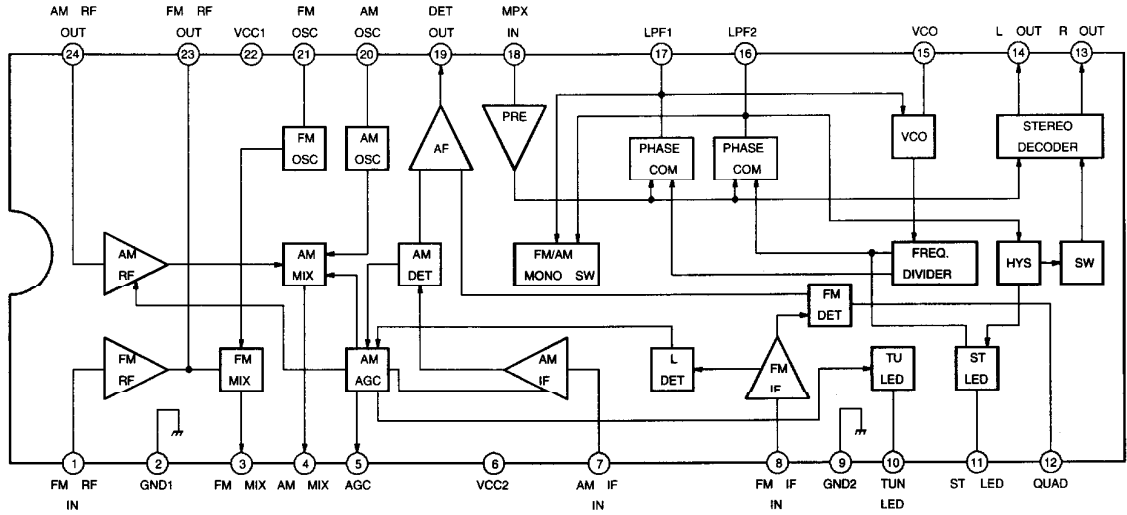 AM RF FM RF FM AM DET MPX
OUT OUT VCC1 OSC OSC OUT IN LPF1 LPF2 VCO L OUT R OUT
24 23 22 21 20 19 18 17 16 15 14 13
FM
OSC
AM
OSC
AF
PRE
PHASE
COM
PHASE
COM
VCO
STEREO
DECODER
AM
RF
AM
MIX
AM
DET
FM/AM
MONO SW
FREQ.
DIVIDER
HYS
SW
FM
DET
FM
RF
FM
MIX
AM
AGC
AM
IF
L
DET
FM
IF
TU
LED
ST
LED
1 2 3 4 5 6 7 8 9 10 11 12
FM RF GND1 FM MIX AM MIX AGC VCC2 AM IF FM IF GND2 TUN ST LED QUAD
IN IN IN LED